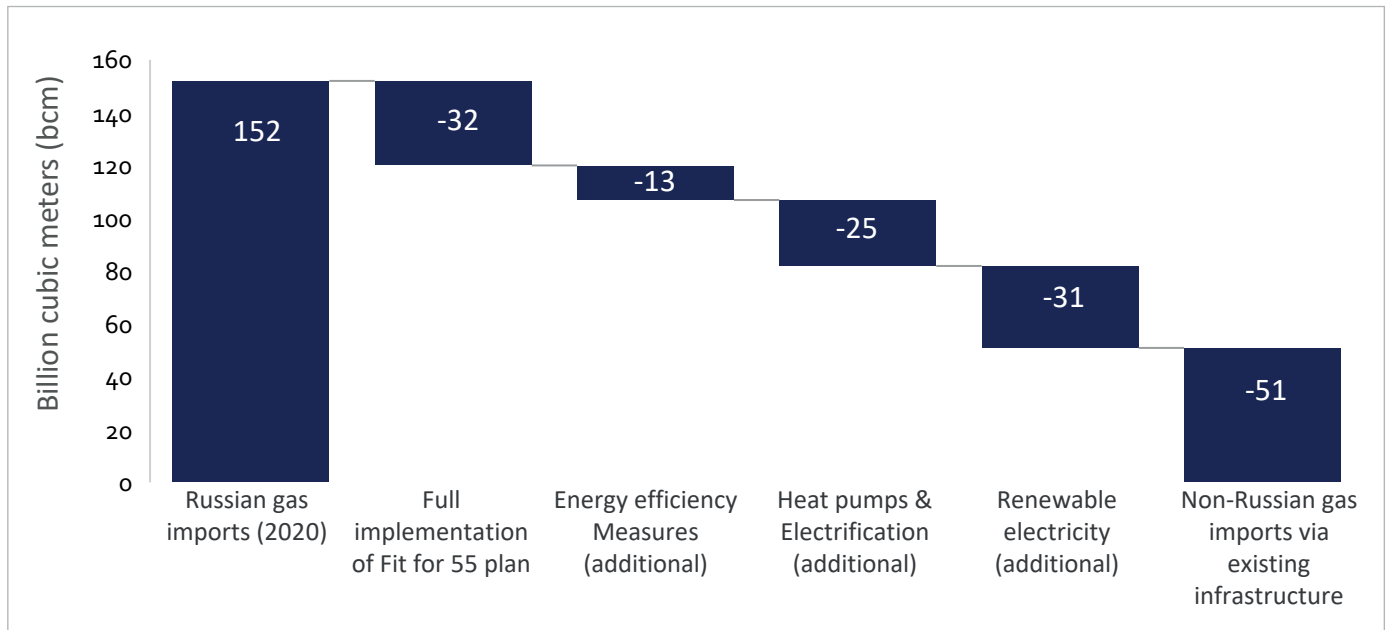 Billion cubic meters (bcm)
160
140
120
100
80
60
40
20
0
152
-32
-13
-25
-31
-51
Russian gas
imports (2020)
Full
implementation
of Fit for 55 plan
Energy efficiency
Measures
(additional)
Heat pumps &
Electrification
(additional)
Renewable
electricity
(additional)
Non-Russian gas
imports via
existing
infrastructure